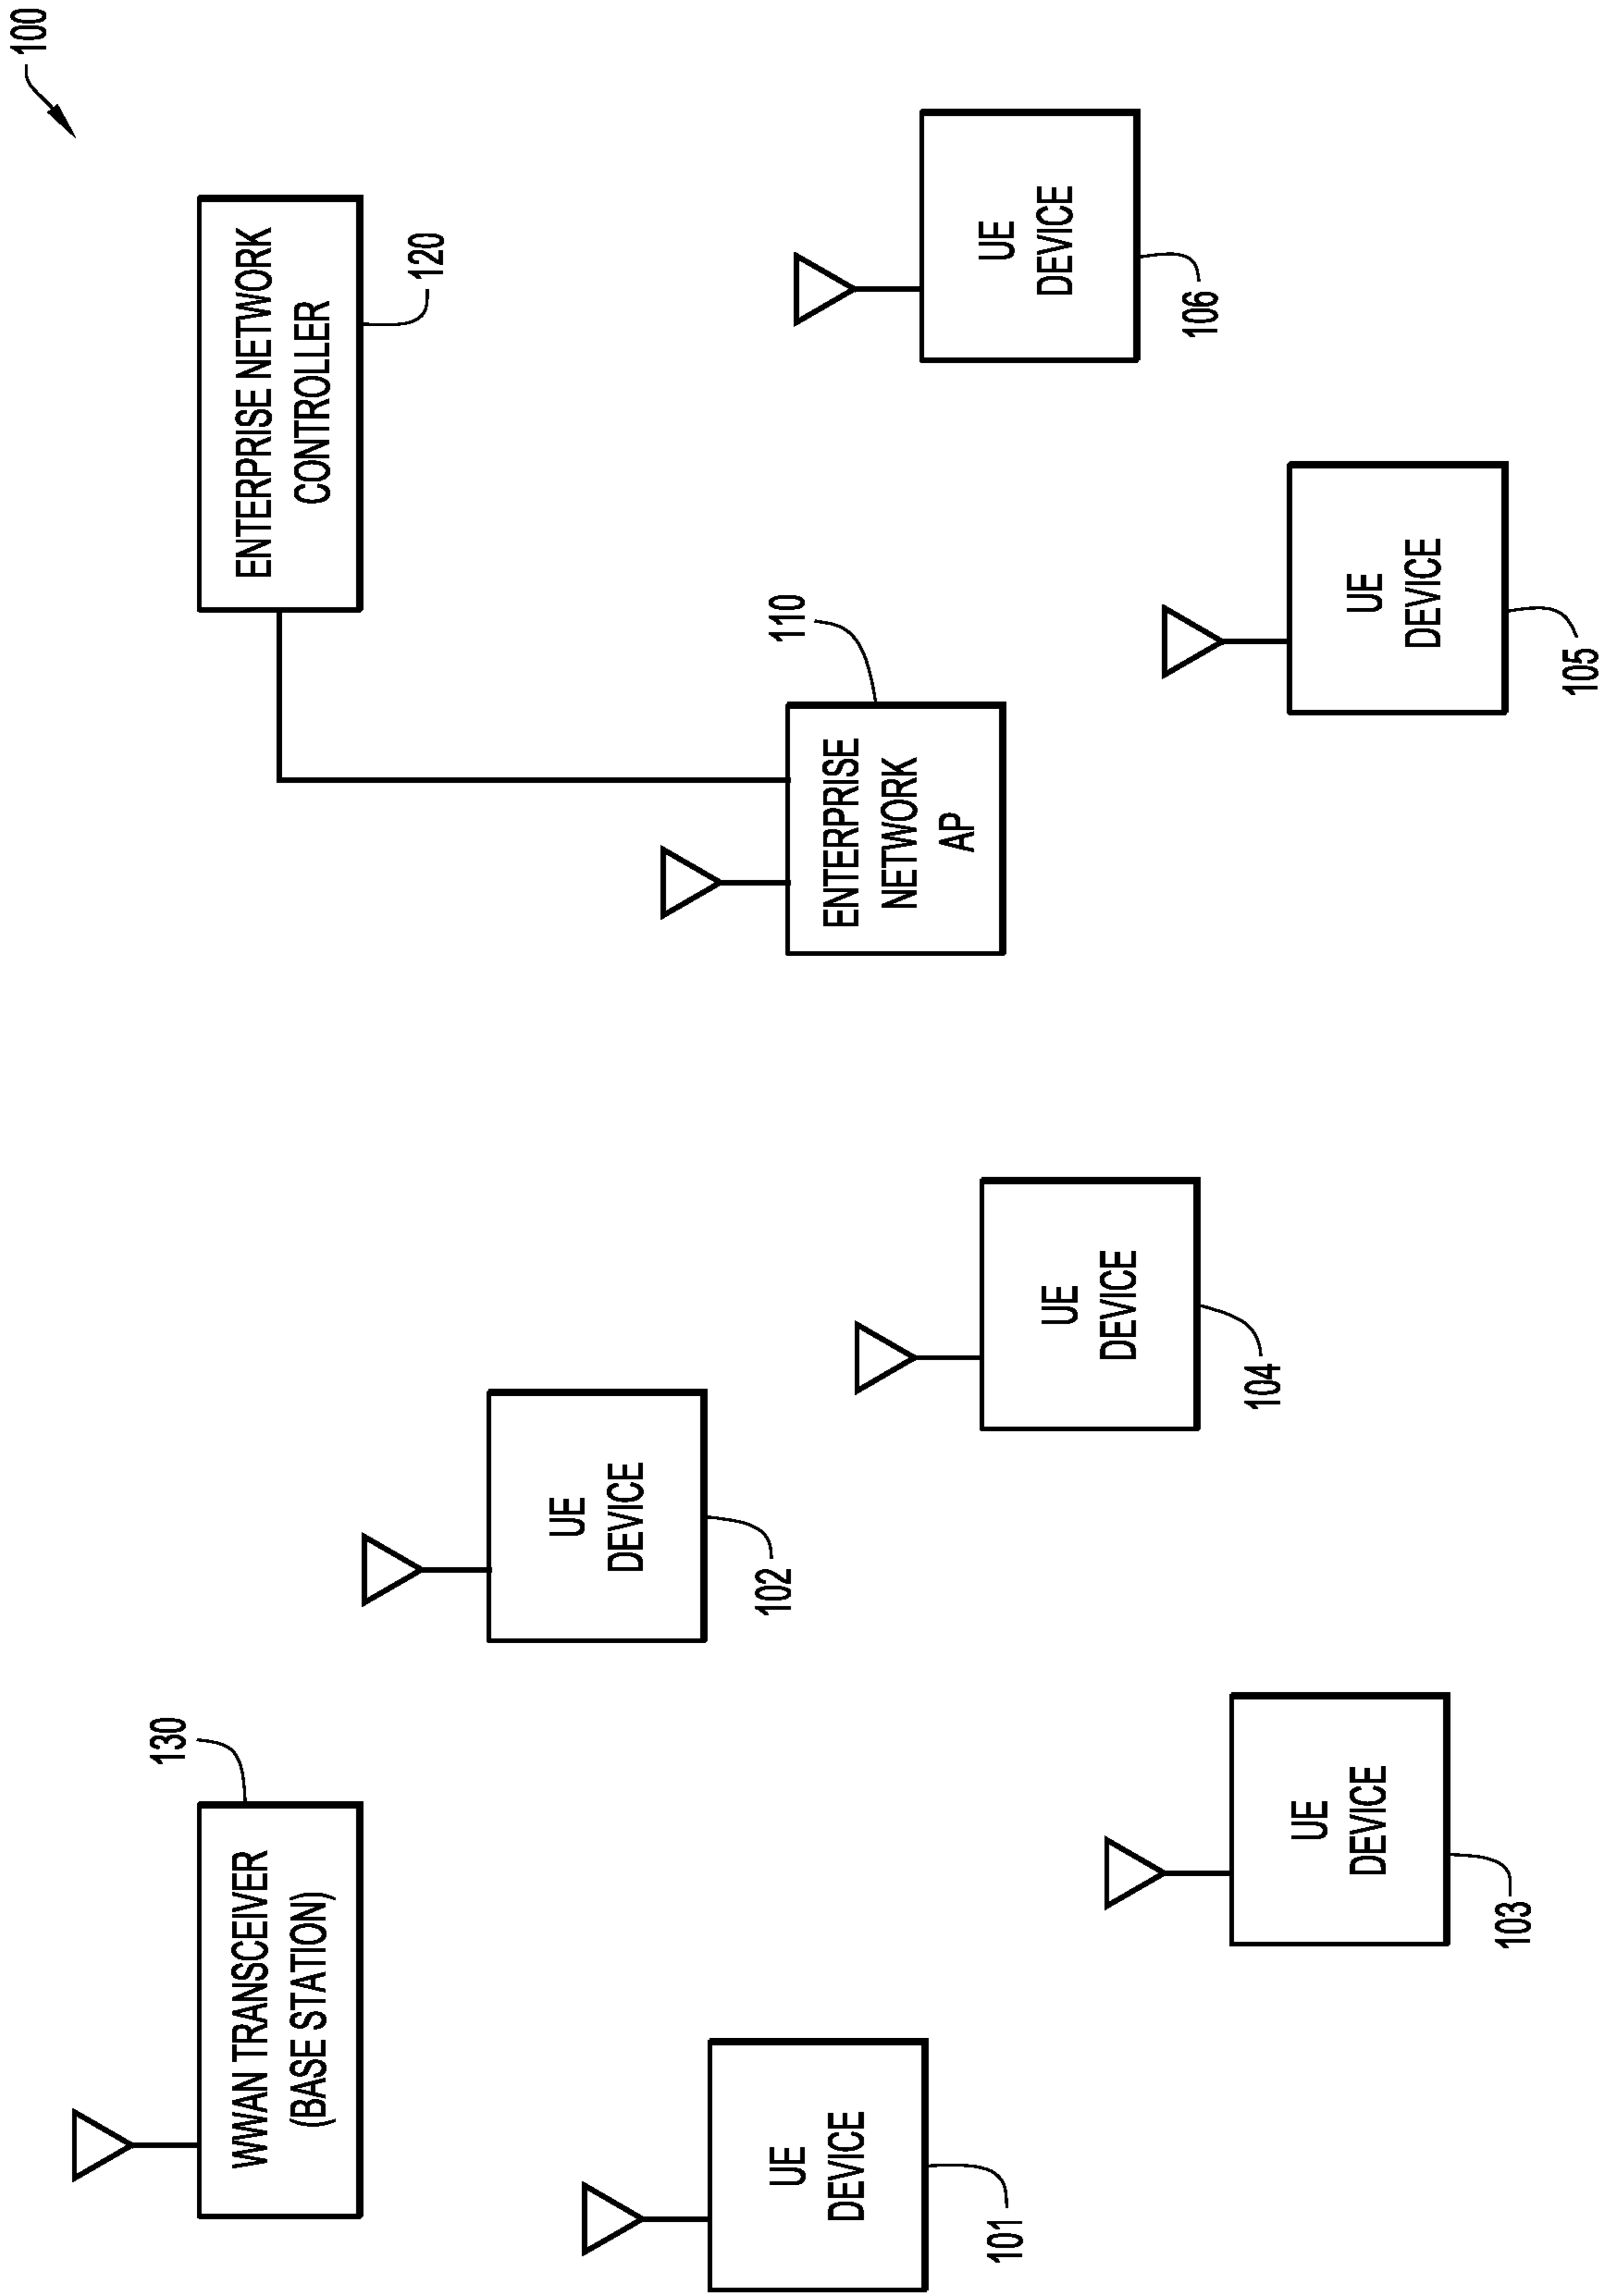 100
WWAN TRANSCEIVER
(BASE STATION)
130
ENTERPRISE NETWORK
CONTROLLER
120
UE
DEVICE
102
UE
DEVICE
101
ENTERPRISE
NETWORK
AP
110
UE
DEVICE
106
UE
DEVICE
104
UE
DEVICE
103
UE
DEVICE
105